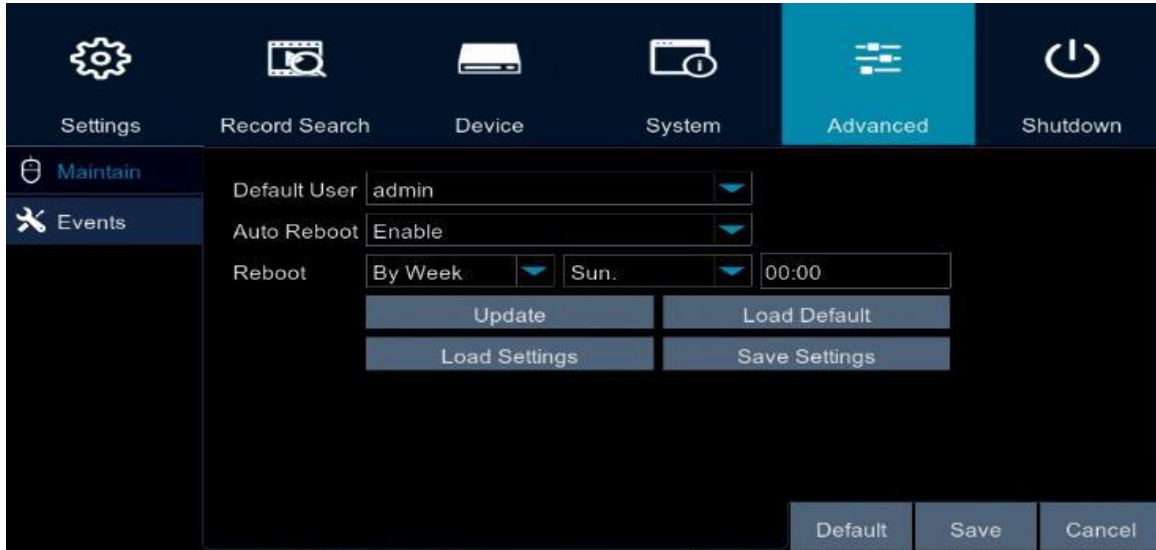 Settings Record Search Device System Advanced Shutdown
Maintain
Events
Default User admin
Auto Reboot Enable
Reboot By Week Sun. 00:00
Update Load Default
Load Settings Save Settings
Default Save Cancel